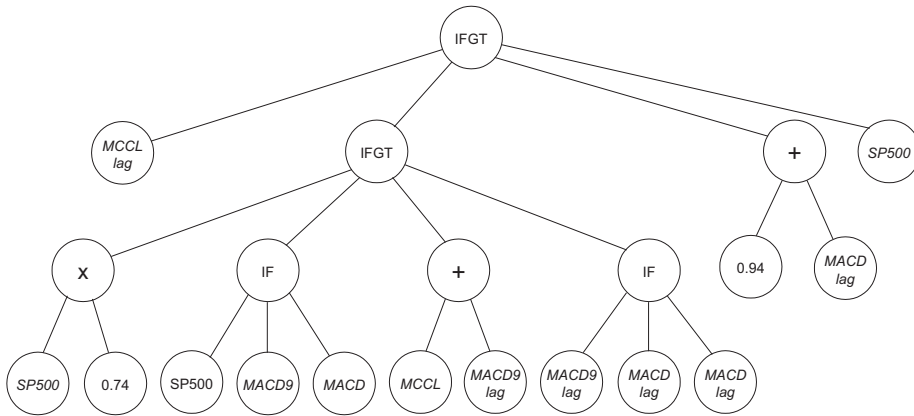 IFGT
MCCL
lag
IFGT
+
SP500
x
IF
+
IF
0.94
MACD
lag
SP500
0.74
SP500
MACD9
MACD
MCCL
MACD9
lag
MACD9
lag
MACD
lag
MACD
lag